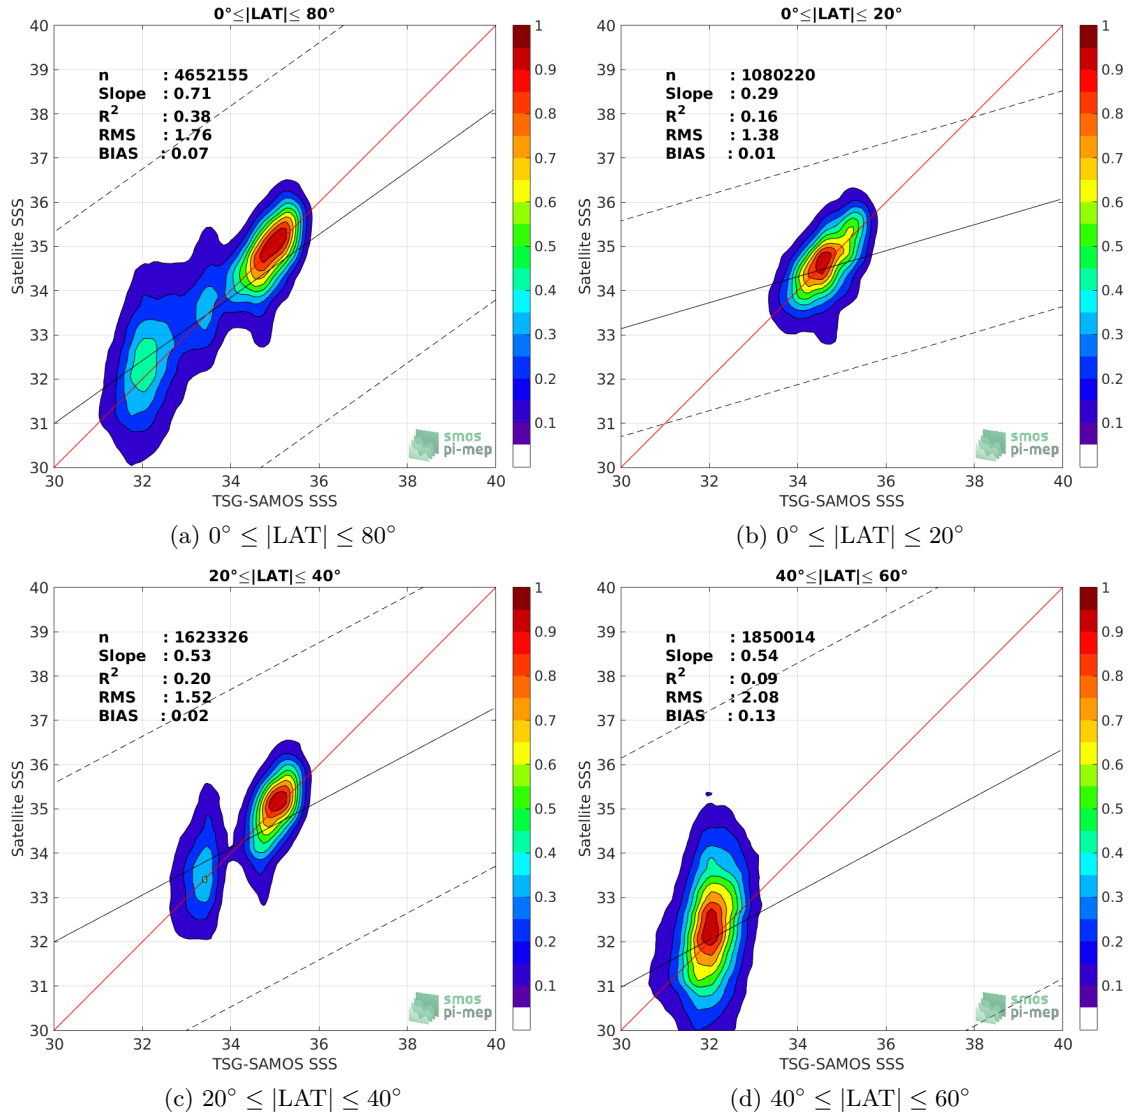 0°≤|LAT|≤ 80°
n : 4652155
Slope : 0.71
R² : 0.38
RMS : 1.76
BIAS : 0.07
Satellite SSS
40
39
38
37
36
35
34
33
32
31
30
30 32 34 36 38 40
TSG-SAMOS SSS
1
0.9
0.8
0.7
0.6
0.5
0.4
0.3
0.2
0.1
smos
pi-mep
(a) 0° ≤ |LAT| ≤ 80°
0°≤|LAT|≤ 20°
n : 1080220
Slope : 0.29
R² : 0.16
RMS : 1.38
BIAS : 0.01
Satellite SSS
40
39
38
37
36
35
34
33
32
31
30
30 32 34 36 38 40
TSG-SAMOS SSS
1
0.9
0.8
0.7
0.6
0.5
0.4
0.3
0.2
0.1
smos
pi-mep
(b) 0° ≤ |LAT| ≤ 20°
20°≤|LAT|≤ 40°
n : 1623326
Slope : 0.53
R² : 0.20
RMS : 1.52
BIAS : 0.02
Satellite SSS
40
39
38
37
36
35
34
33
32
31
30
30 32 34 36 38 40
TSG-SAMOS SSS
1
0.9
0.8
0.7
0.6
0.5
0.4
0.3
0.2
0.1
smos
pi-mep
(c) 20° ≤ |LAT| ≤ 40°
40°≤|LAT|≤ 60°
n : 1850014
Slope : 0.54
R² : 0.09
RMS : 2.08
BIAS : 0.13
Satellite SSS
40
39
38
37
36
35
34
33
32
31
30
30 32 34 36 38 40
TSG-SAMOS SSS
1
0.9
0.8
0.7
0.6
0.5
0.4
0.3
0.2
0.1
smos
pi-mep
(d) 40° ≤ |LAT| ≤ 60°